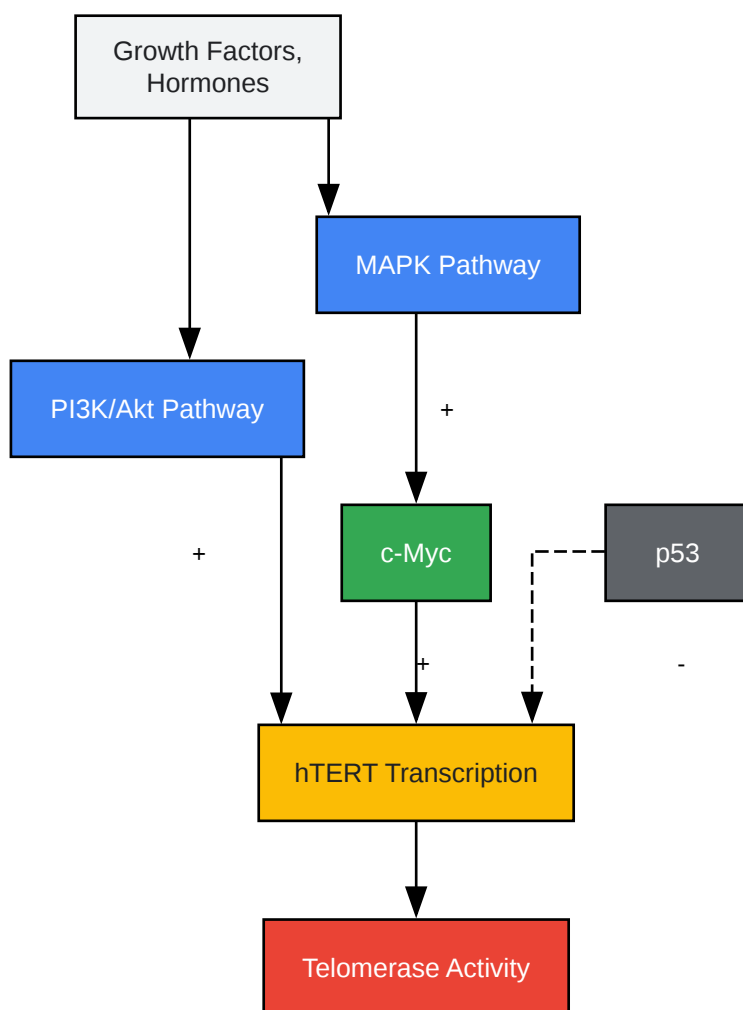 Growth Factors,
Hormones
MAPK Pathway
PI3K/Akt Pathway
+
+
c-Myc
p53
+
-
hTERT Transcription
Telomerase Activity